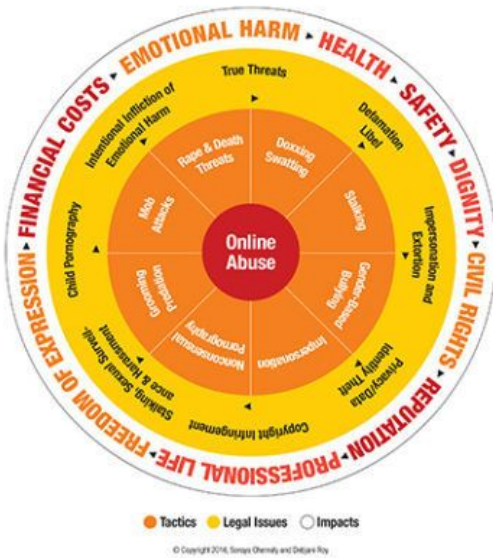 EMOTIONAL HARM
HEALTH
SAFETY
DIGNITY
CIVIL RIGHTS
REPUTATION
PROFESSIONAL LIFE
FREEDOM OF EXPRESSION
FINANCIAL COSTS
True Threats
Defamation
Libel
Impersonation and
Extortion
Privacy/Data
Identity Theft
Copyright Infringement
Stalking, Sexual Surveil-
ance & Harassment
Child Pornography
Intentional Infliction of
Emotional Harm
Rape & Death
Threats
Doxxing
Swatting
Stalking
Gender-Based
Bullying
Impersonation
Nonconsensual
Pornography
Grooming
Predation
Mob
Attacks
Online
Abuse
Tactics
Legal Issues
Impacts
© Copyright 2016, Soraya Chemaly and Debjani Roy